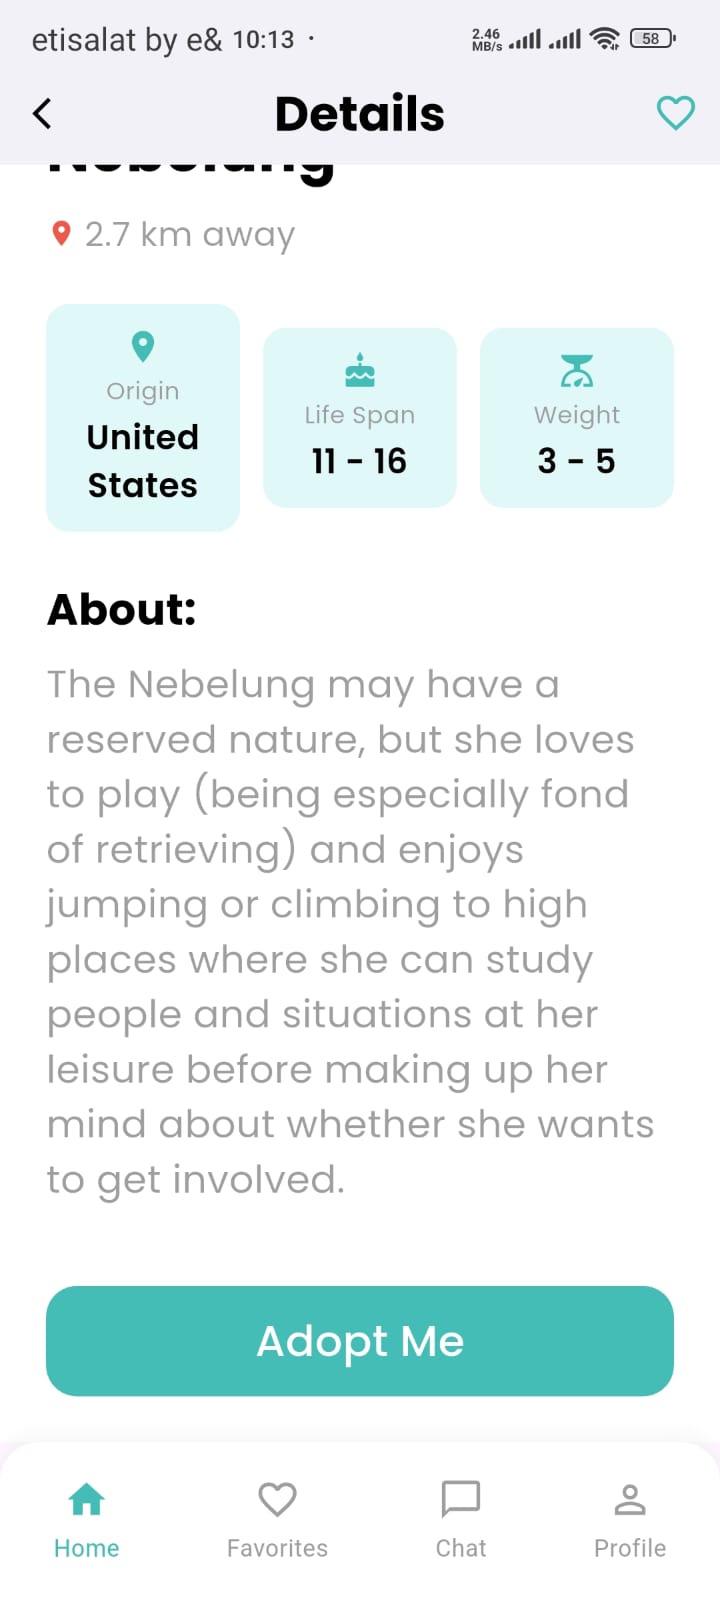 etisalat by e& 10:13 ·
2.46
MB/s
58
Details
Nebelung
2.7 km away
Origin
United
States
Life Span
11 - 16
Weight
3 - 5
About:
The Nebelung may have a
reserved nature, but she loves
to play (being especially fond
of retrieving) and enjoys
jumping or climbing to high
places where she can study
people and situations at her
leisure before making up her
mind about whether she wants
to get involved.
Adopt Me
Home
Favorites
Chat
Profile